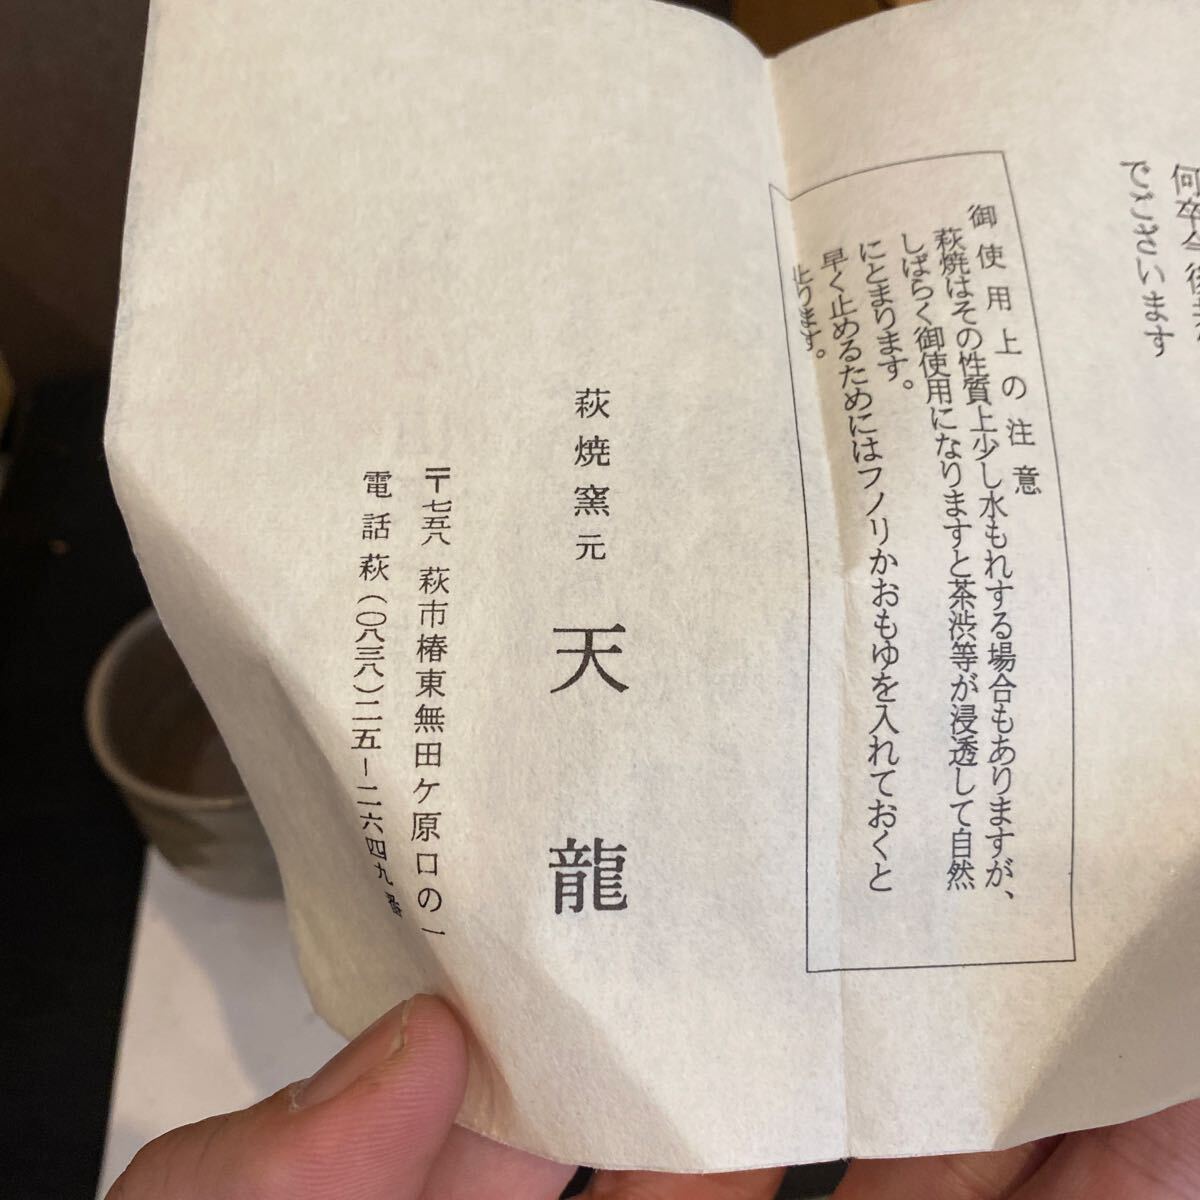 でございます
御使用上の注意
萩焼はその性質上少し水もれする場合もありますが、
しばらく御使用になりますと茶渋等が浸透して自然
にとまります。
早く止めるためにはフノリかおもゆを入れておくと
止ります。
萩焼窯元 天龍
〒七五八 萩市椿東無田ケ原口の一
電話萩(〇八三八)二五ー二六四九番